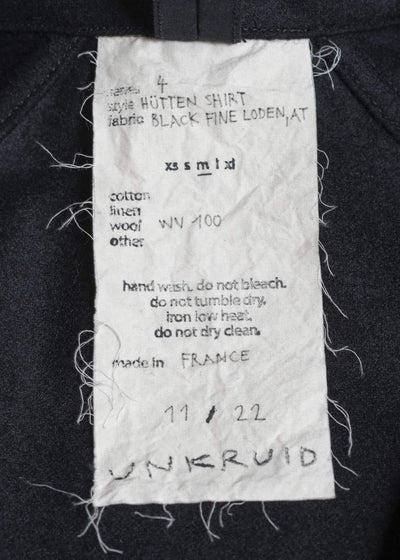 4
style HÜTTEN SHIRT
fabric BLACK FINE LODEN, AT
xs s m l xl
cotton
linen
wool WV 100
other
hand wash. do not bleach.
do not tumble dry.
iron low heat.
do not dry clean.
made in FRANCE
11 / 22
UNKRUID